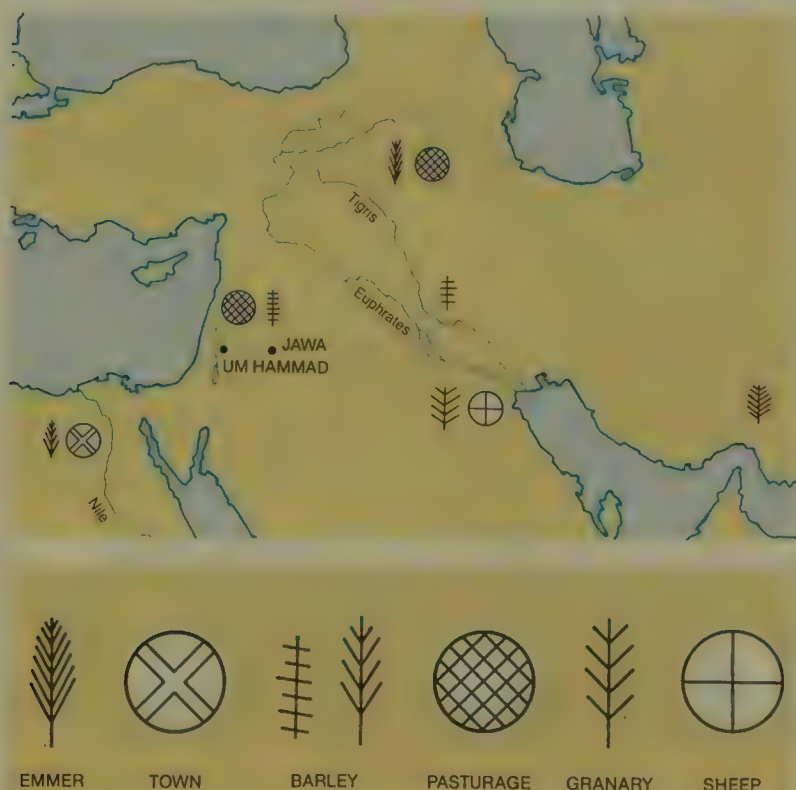 Tigris
Euphrates
JAWA
UM HAMMAD
Nile
EMMER TOWN BARLEY PASTURAGE GRANARY SHEEP